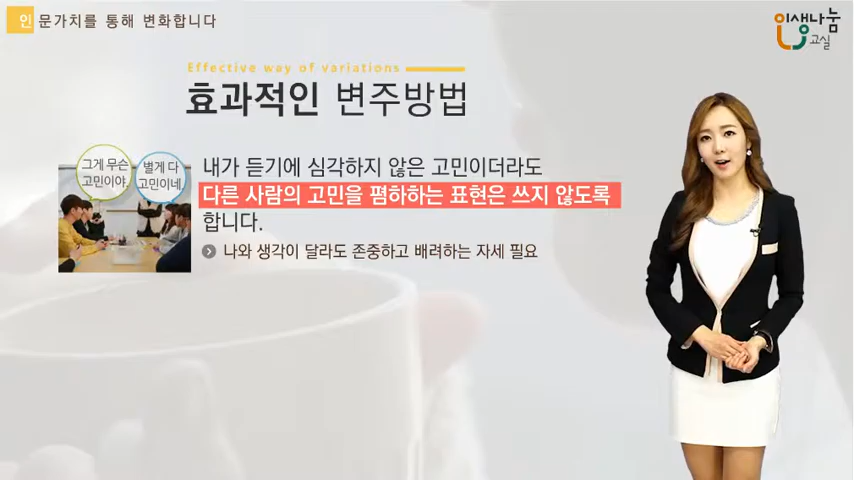 인문가치를 통해 변화합니다
인생나눔
교실
Effective way of variations
효과적인 변주방법
그게 무슨
고민이야.
별게 다
고민이네
내가 듣기에 심각하지 않은 고민이더라도
다른 사람의 고민을 폄하하는 표현은 쓰지 않도록
합니다.
나와 생각이 달라도 존중하고 배려하는 자세 필요